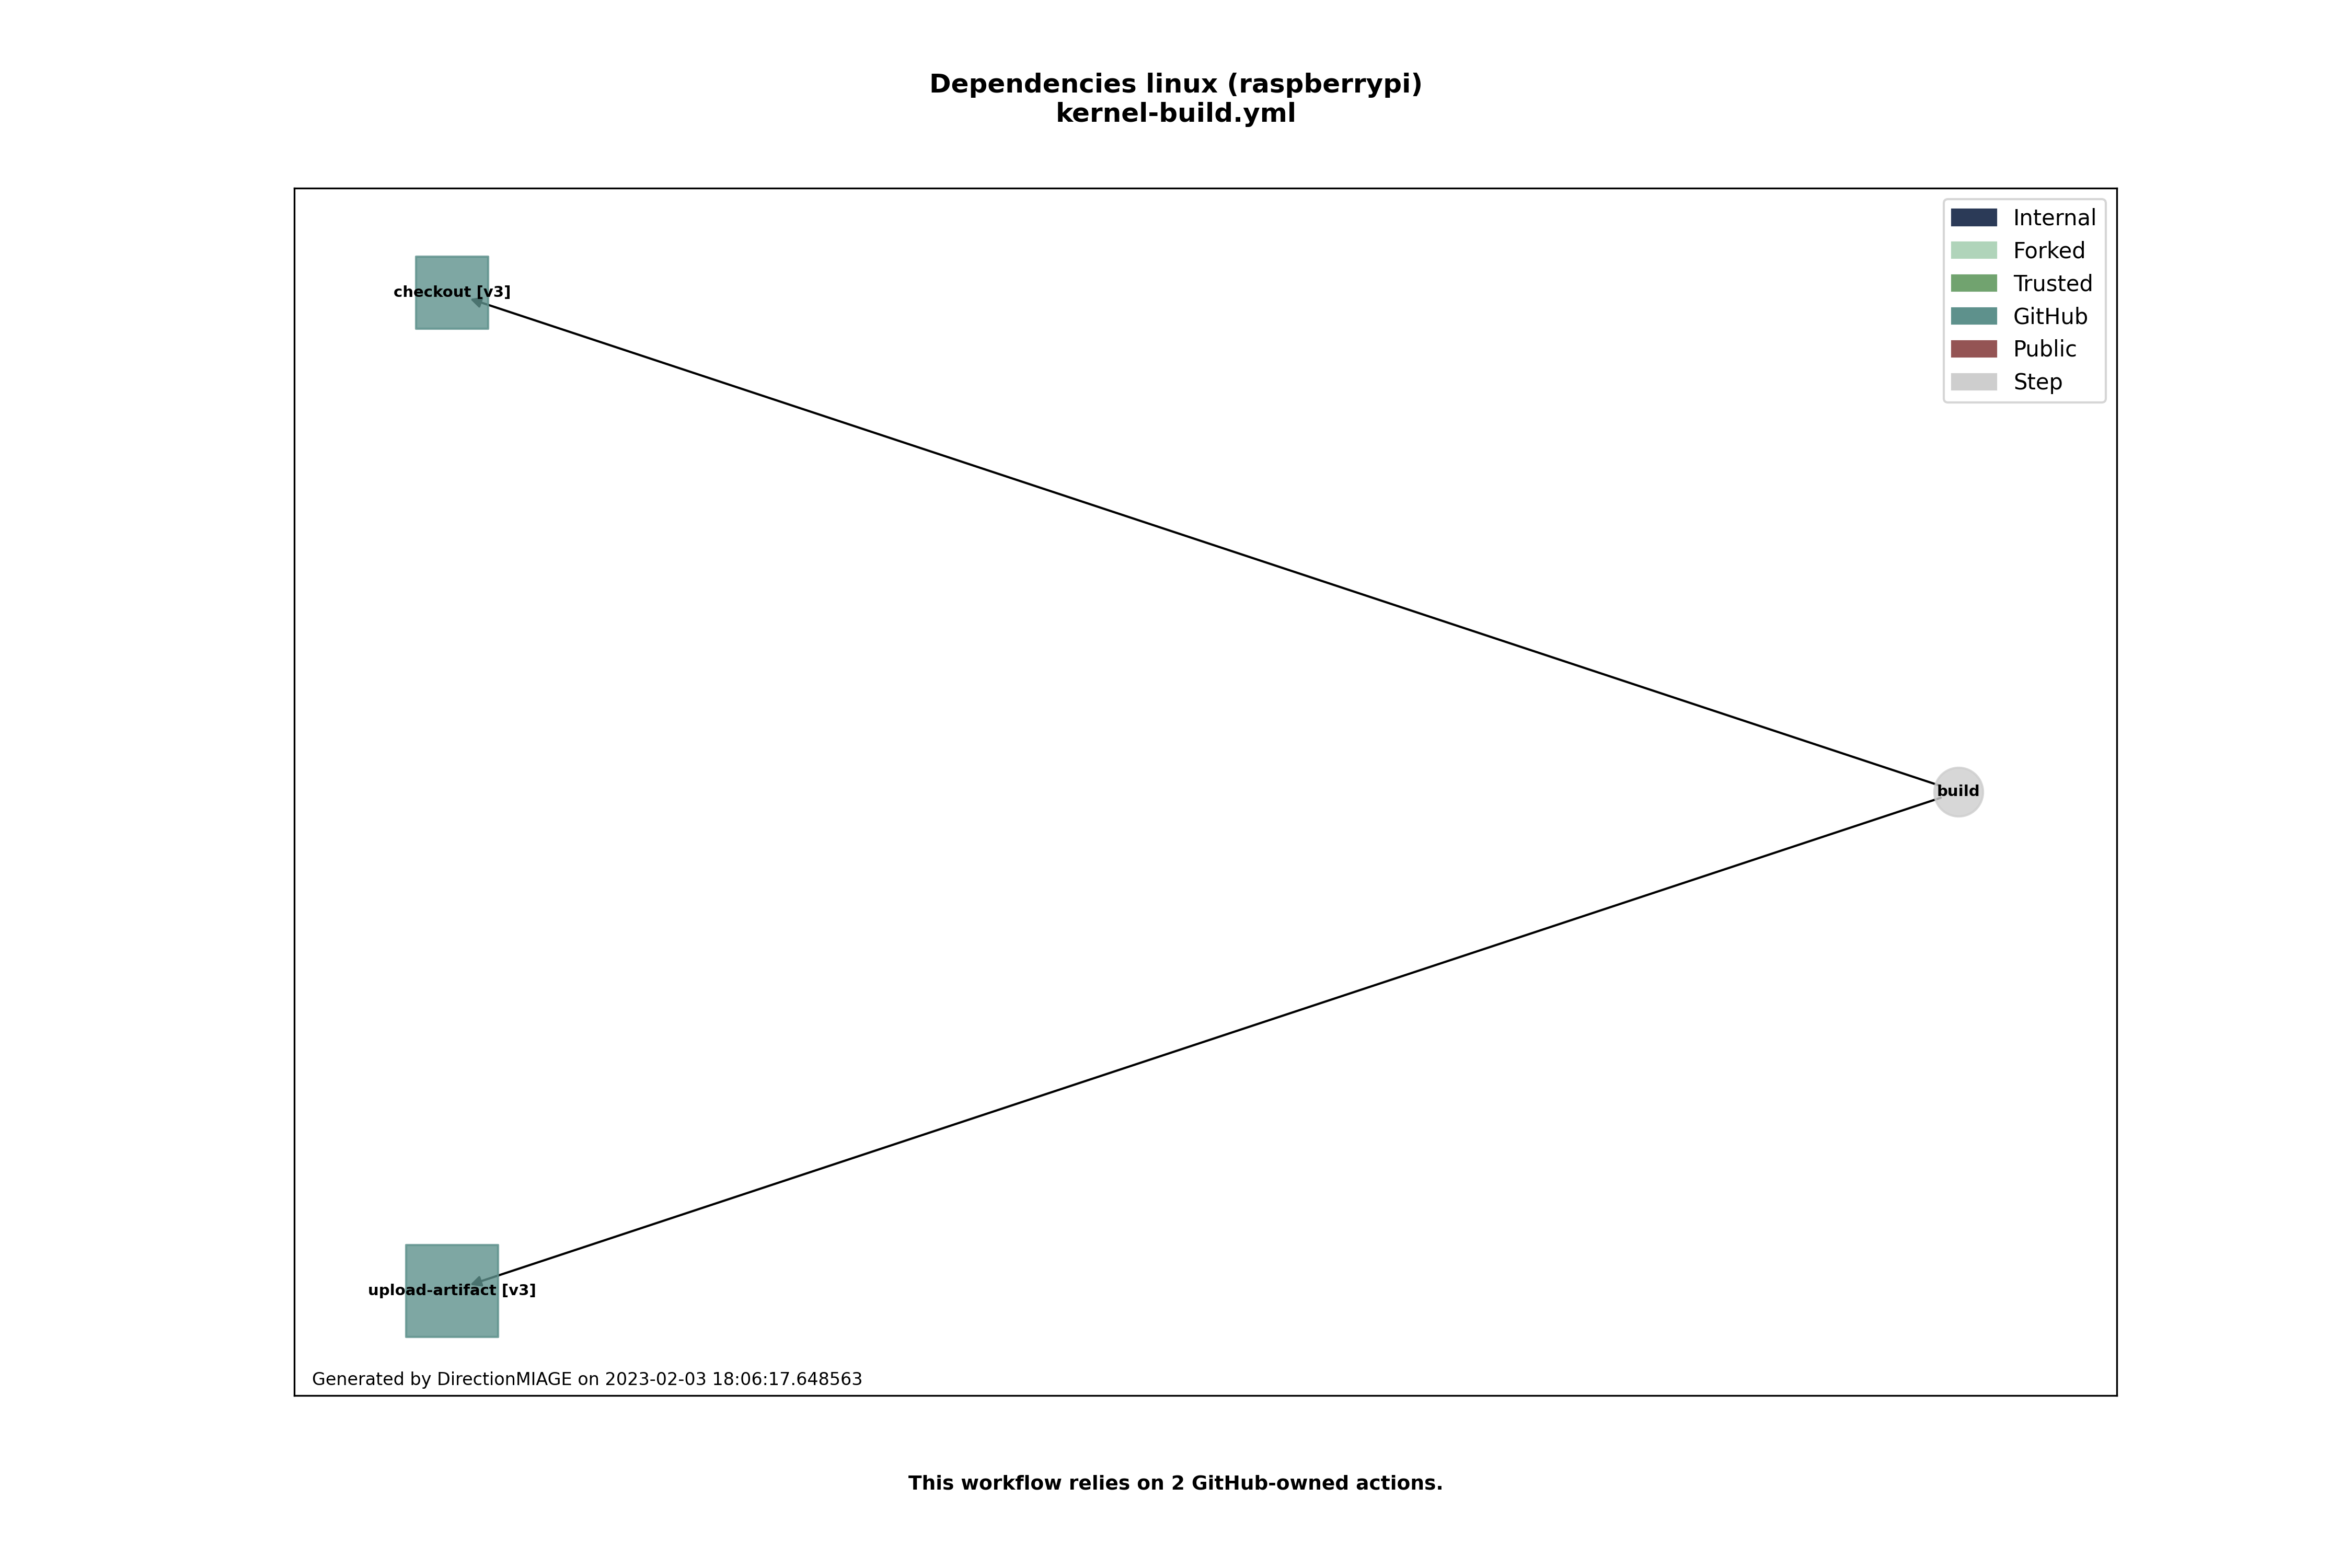 Dependencies linux (raspberrypi)
kernel-build.yml
Internal
Forked
Trusted
GitHub
Public
Step
checkout [v3]
build
upload-artifact [v3]
Generated by DirectionMIAGE on 2023-02-03 18:06:17.648563
This workflow relies on 2 GitHub-owned actions.